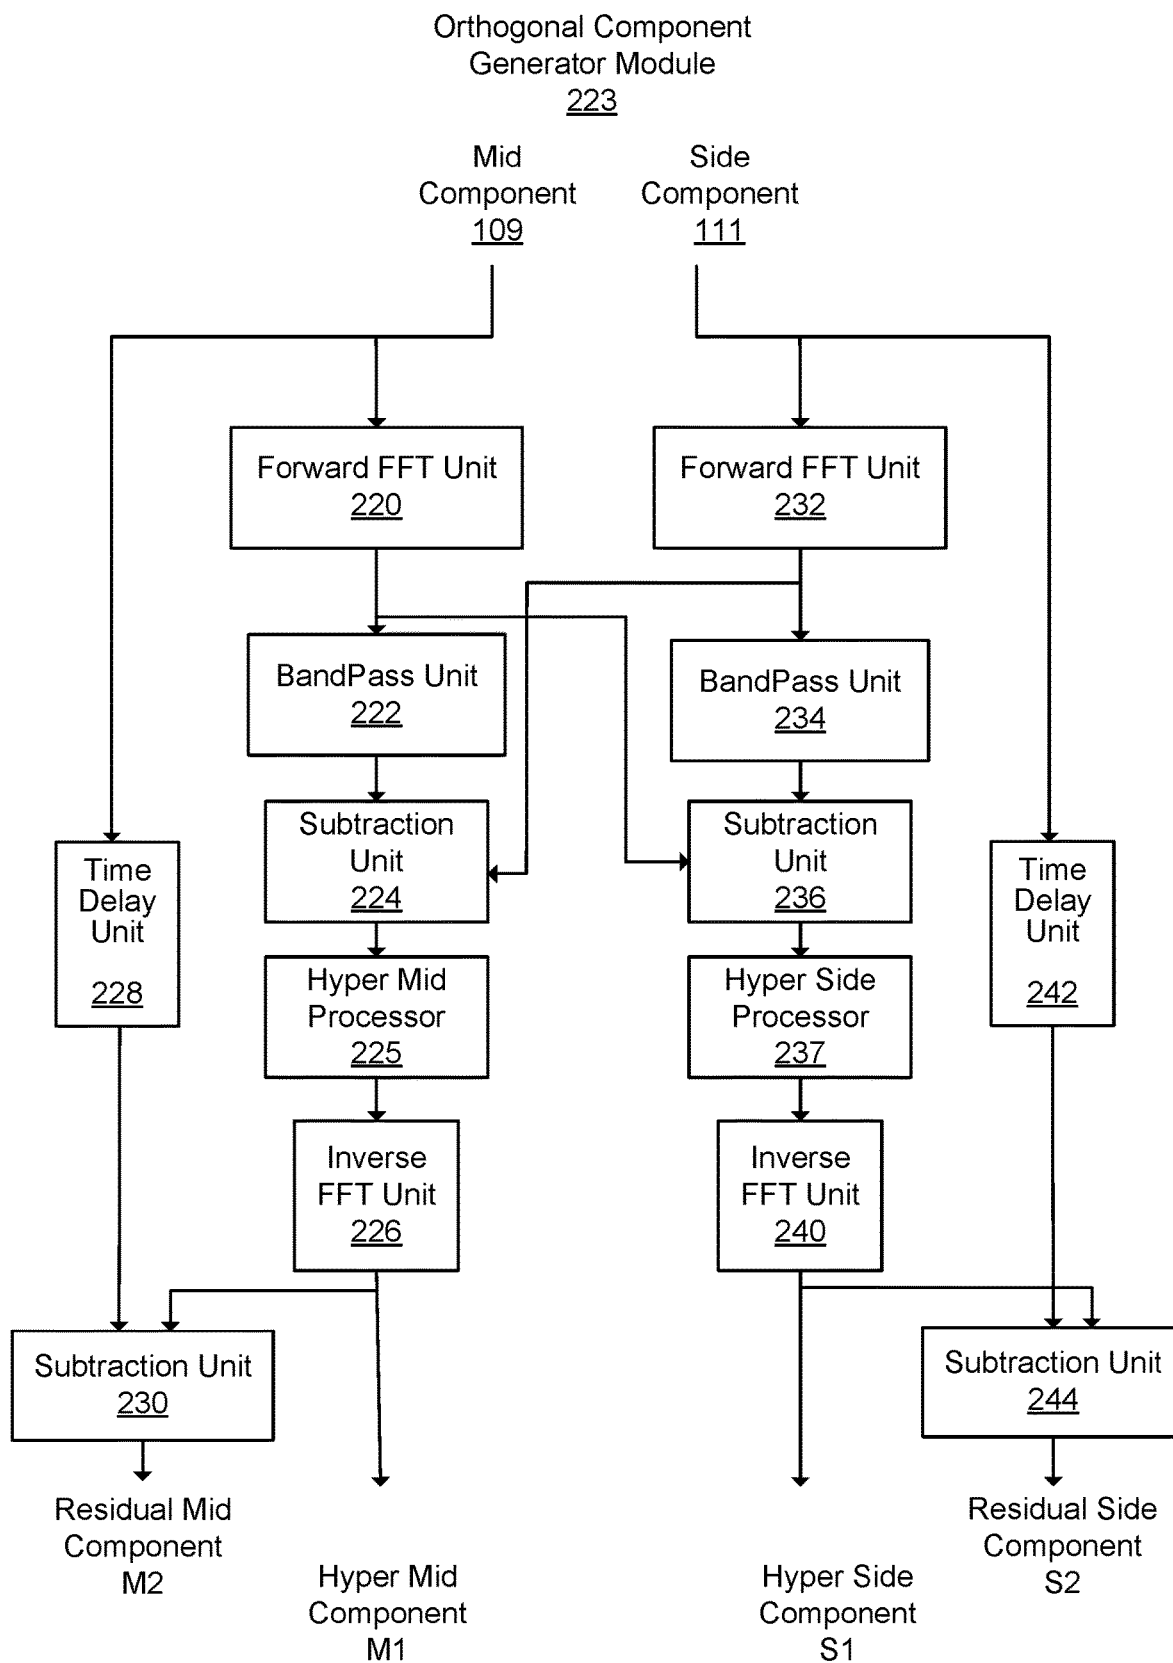 Orthogonal Component
Generator Module
223
Mid
Component
109
Side
Component
111
Forward FFT Unit
220
Forward FFT Unit
232
BandPass Unit
222
BandPass Unit
234
Subtraction
Unit
224
Subtraction
Unit
236
Time
Delay
Unit
228
Time
Delay Unit
242
Hyper Mid
Processor
225
Hyper Side
Processor
237
Inverse
FFT Unit
226
Inverse
FFT Unit
240
Subtraction Unit
230
Subtraction Unit
244
Residual Mid
Component
M2
Hyper Mid
Component
M1
Hyper Side
Component
S1
Residual Side
Component
S2